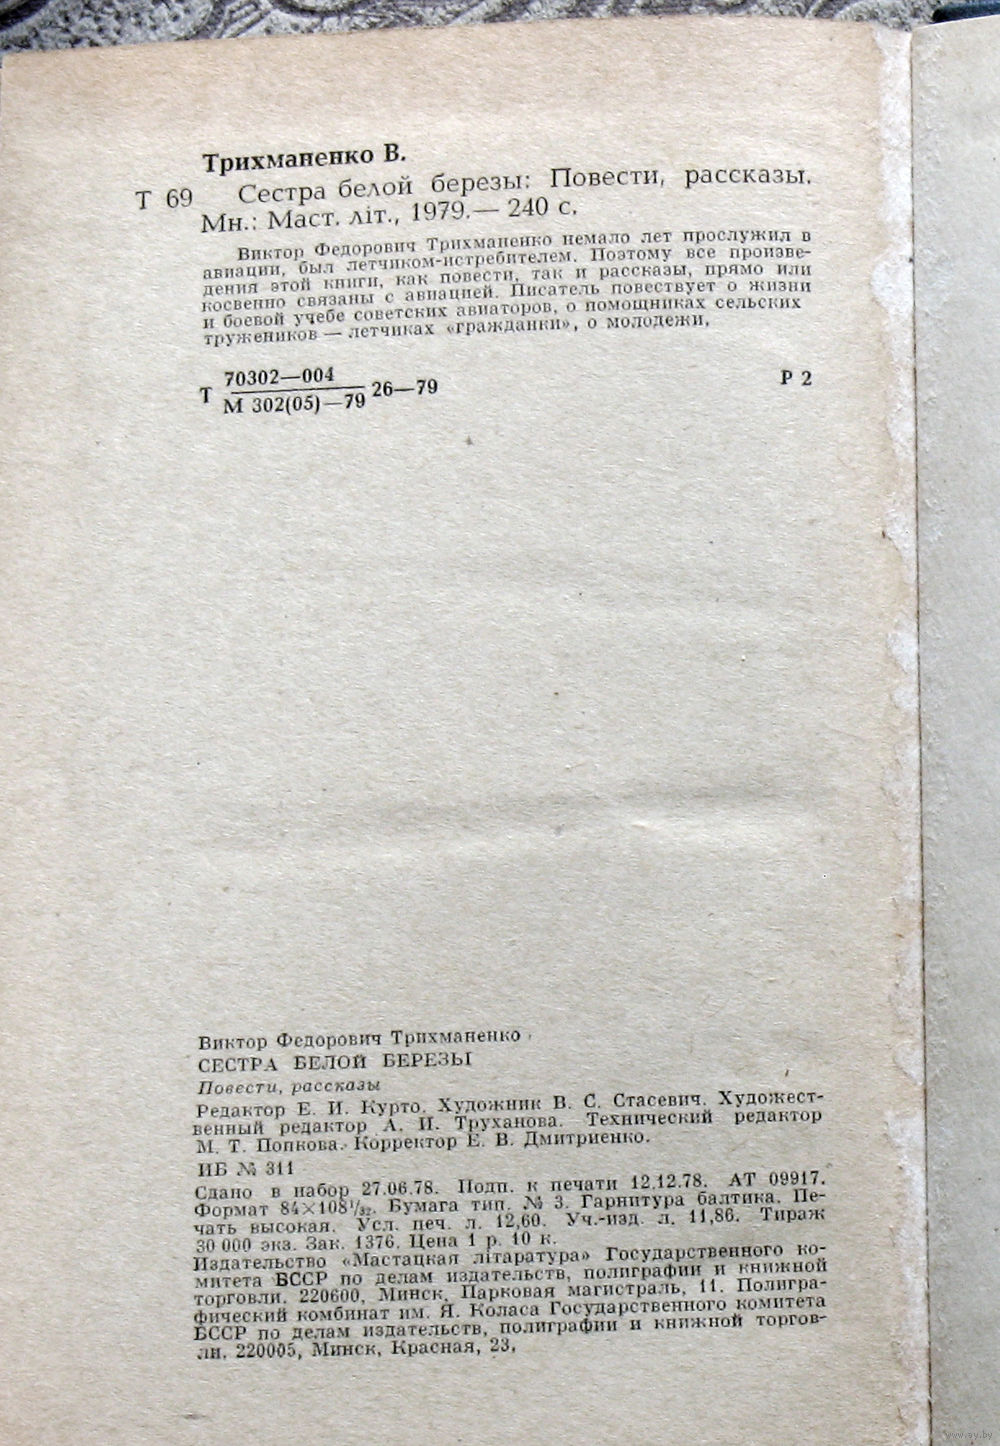 Трихманенко В.
Т 69 Сестра белой березы: Повести, рассказы.
Мн.: Маст. літ., 1979.— 240 с.
Виктор Федорович Трихманенко немало лет прослужил в
авиации, был летчиком-истребителем. Поэтому все произве-
дения этой книги, как повести, так и рассказы, прямо или
косвенно связаны с авиацией. Писатель повествует о жизни
и боевой учебе советских авиаторов, о помощниках сельских
тружеников — летчиках «гражданки», о молодежи.
Т 70302—004 / М 302(05)—79 26—79 Р 2
Виктор Федорович Трихманенко
СЕСТРА БЕЛОЙ БЕРЕЗЫ
Повести, рассказы
Редактор Е. И. Курто. Художник В. С. Стасевич. Художест-
венный редактор А. И. Труханова. Технический редактор
М. Т. Попкова. Корректор Е. В. Дмитриенко.
ИБ № 311
Сдано в набор 27.06.78. Подп. к печати 12.12.78. АТ 09917.
Формат 84×108¹/₃₂. Бумага тип. № 3. Гарнитура балтика. Пе-
чать высокая. Усл. печ. л. 12,60. Уч.-изд. л. 11,86. Тираж
30 000 экз. Зак. 1376. Цена 1 р. 10 к.
Издательство «Мастацкая літаратура» Государственного ко-
митета БССР по делам издательств, полиграфии и книжной
торговли. 220600, Минск, Парковая магистраль, 11. Полигра-
фический комбинат им. Я. Коласа Государственного комитета
БССР по делам издательств, полиграфии и книжной торгов-
ли. 220005, Минск, Красная, 23.
www.ay.by